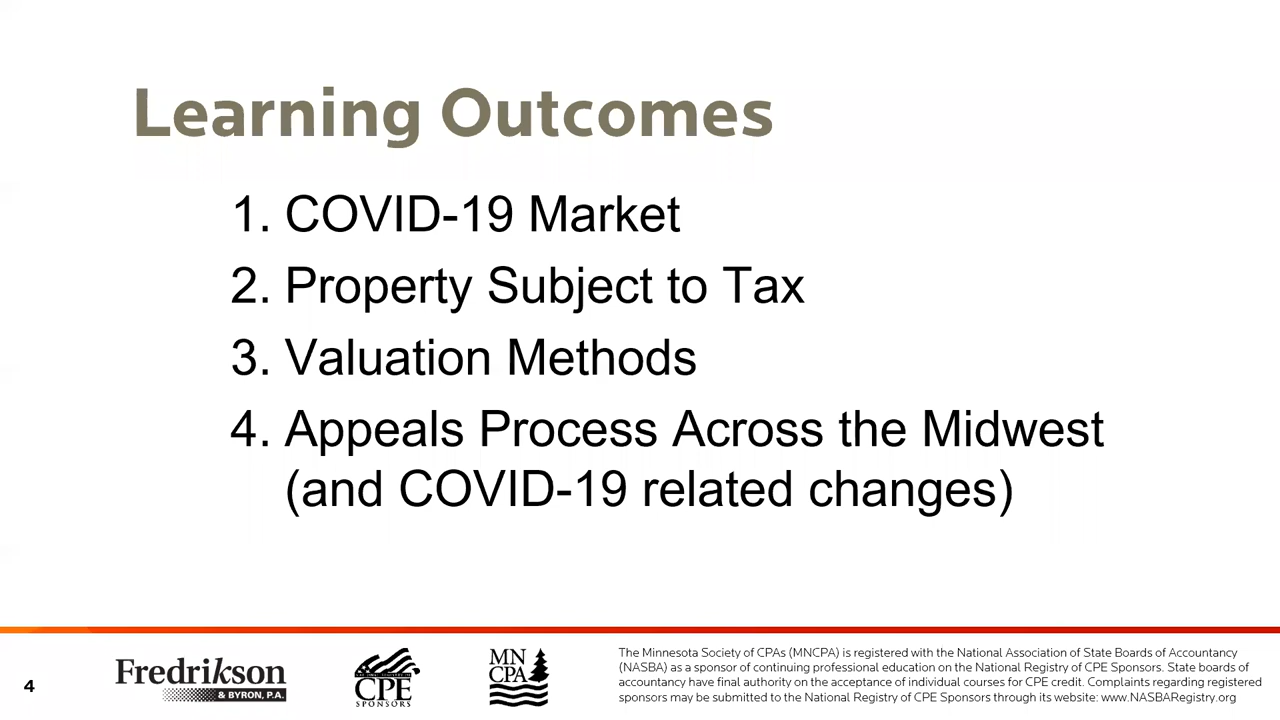 Learning Outcomes
1. COVID-19 Market
2. Property Subject to Tax
3. Valuation Methods
4. Appeals Process Across the Midwest
(and COVID-19 related changes)
4
Fredrikson
& BYRON, P.A.
CPE
SPONSORS
MN
CPA
The Minnesota Society of CPAs (MNCPA) is registered with the National Association of State Boards of Accountancy
(NASBA) as a sponsor of continuing professional education on the National Registry of CPE Sponsors. State boards of
accountancy have final authority on the acceptance of individual courses for CPE credit. Complaints regarding registered
sponsors may be submitted to the National Registry of CPE Sponsors through its website: www.NASBARegistry.org